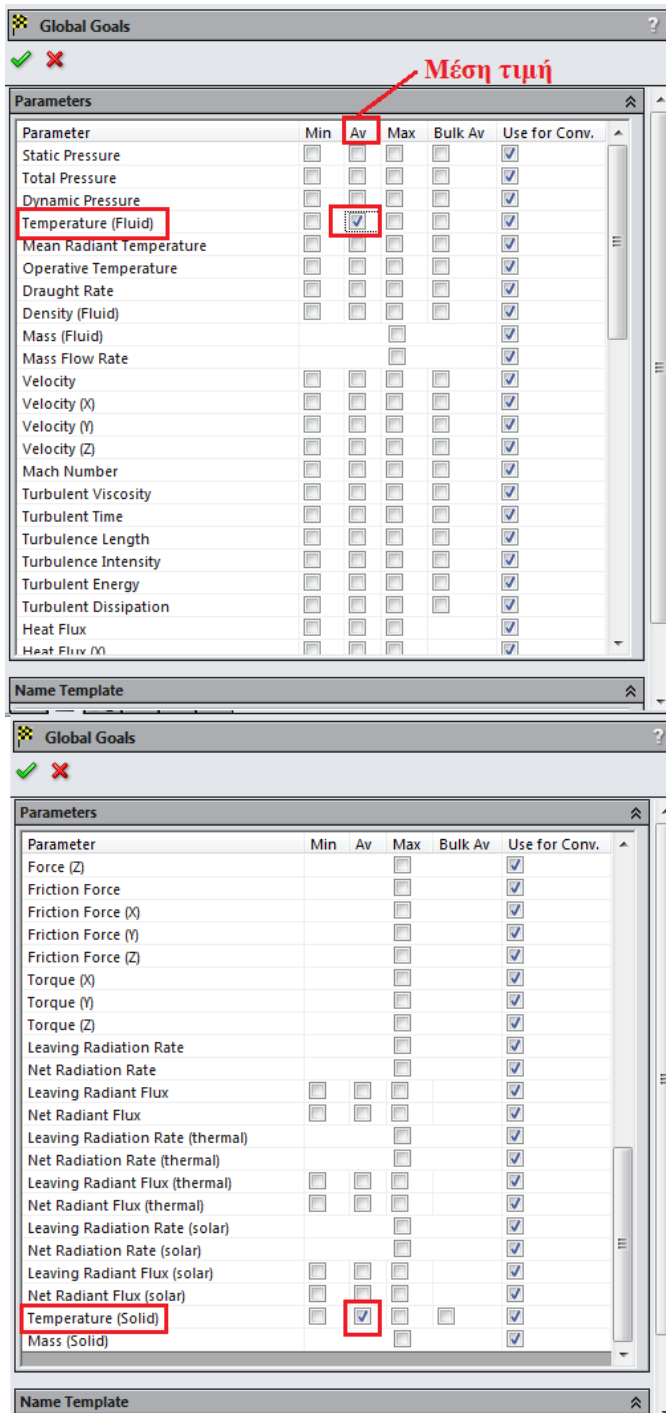 Global Goals
?
Μέση τιμή
Parameters
Parameter Min Av Max Bulk Av Use for Conv.
Static Pressure
Total Pressure
Dynamic Pressure
Temperature (Fluid)
Mean Radiant Temperature
Operative Temperature
Draught Rate
Density (Fluid)
Mass (Fluid)
Mass Flow Rate
Velocity
Velocity (X)
Velocity (Y)
Velocity (Z)
Mach Number
Turbulent Viscosity
Turbulent Time
Turbulence Length
Turbulence Intensity
Turbulent Energy
Turbulent Dissipation
Heat Flux
Heat Flux (X)
Name Template
Global Goals
?
Parameters
Parameter Min Av Max Bulk Av Use for Conv.
Force (Z)
Friction Force
Friction Force (X)
Friction Force (Y)
Friction Force (Z)
Torque (X)
Torque (Y)
Torque (Z)
Leaving Radiation Rate
Net Radiation Rate
Leaving Radiant Flux
Net Radiant Flux
Leaving Radiation Rate (thermal)
Net Radiation Rate (thermal)
Leaving Radiant Flux (thermal)
Net Radiant Flux (thermal)
Leaving Radiation Rate (solar)
Net Radiation Rate (solar)
Leaving Radiant Flux (solar)
Net Radiant Flux (solar)
Temperature (Solid)
Mass (Solid)
Name Template